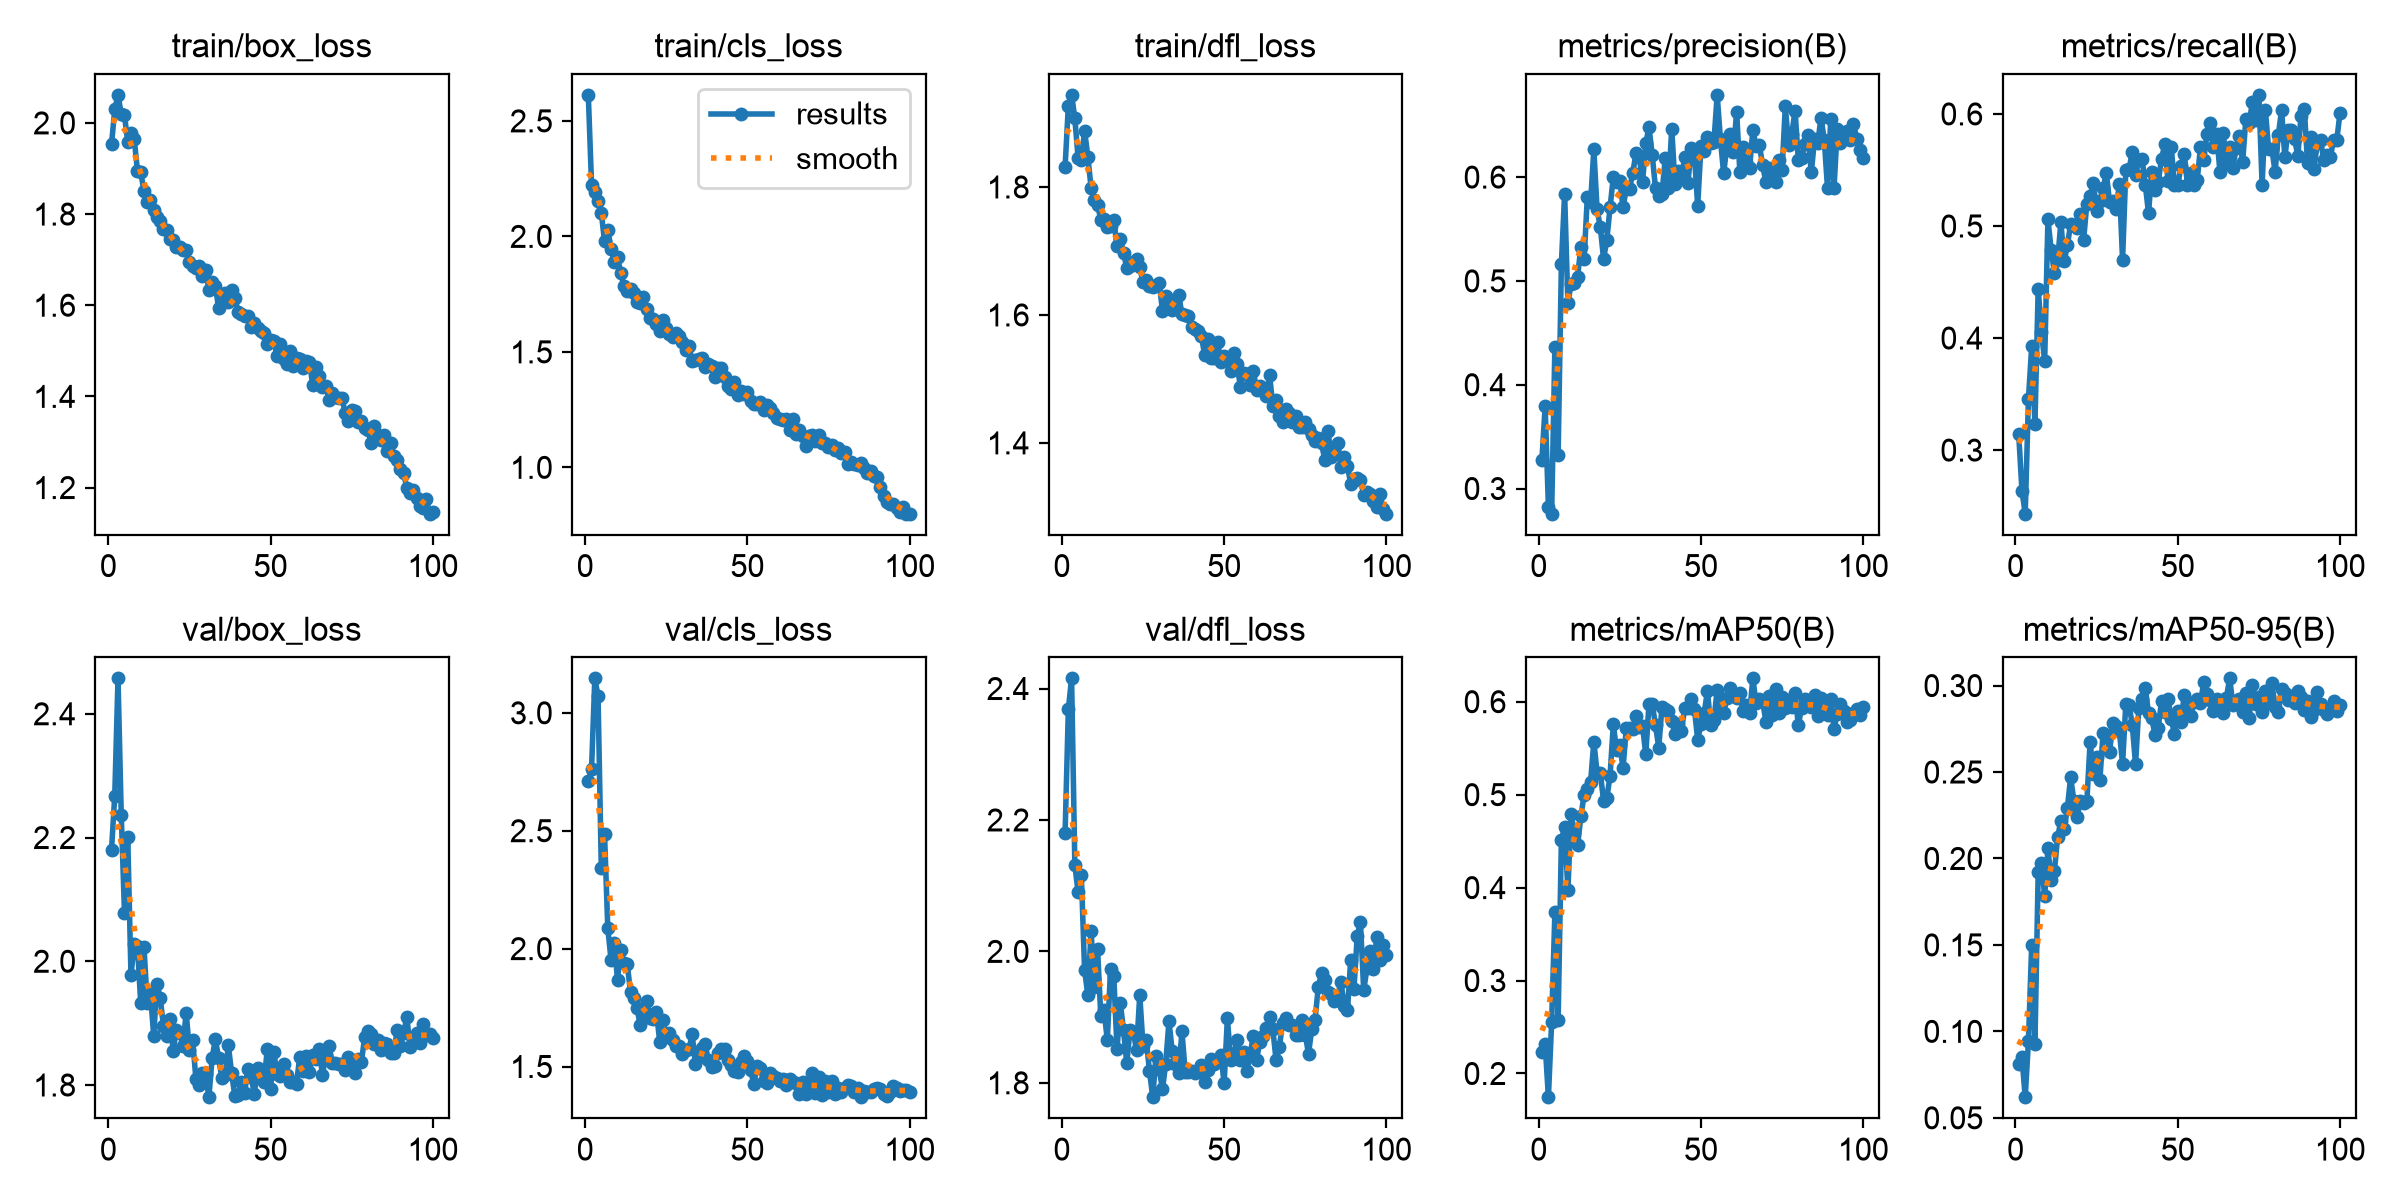 train/box_loss
train/cls_loss
train/dfl_loss
metrics/precision(B)
metrics/recall(B)
2.0
1.8
1.6
1.4
1.2
0 50 100
2.5
2.0
1.5
1.0
results
smooth
0 50 100
1.8
1.6
1.4
0 50 100
0.6
0.5
0.4
0.3
0 50 100
0.6
0.5
0.4
0.3
0 50 100
val/box_loss
val/cls_loss
val/dfl_loss
metrics/mAP50(B)
metrics/mAP50-95(B)
2.4
2.2
2.0
1.8
0 50 100
3.0
2.5
2.0
1.5
0 50 100
2.4
2.2
2.0
1.8
0 50 100
0.6
0.5
0.4
0.3
0.2
0 50 100
0.30
0.25
0.20
0.15
0.10
0.05
0 50 100